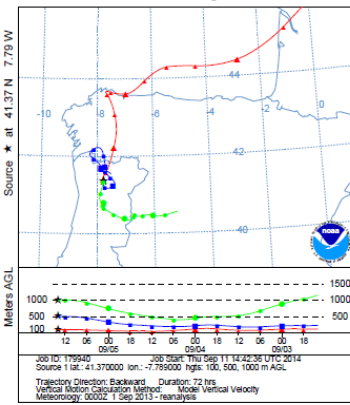 Source ★ at 41.37 N 7.79 W
44
-10
-8
-6
-4
-2
0
42
40
noaa
Meters AGL
1500
1000
1000
500
500
100
12 06 00 18 12 06 00 18 12 06 00 18
09/05 09/04 09/03
Job ID: 179940 Job Start: Thu Sep 11 14:42:36 UTC 2014
Source 1 lat.: 41.370000 lon.: -7.789000 hgts: 100, 500, 1000 m AGL
Trajectory Direction: Backward Duration: 72 hrs
Vertical Motion Calculation Method: Model Vertical Velocity
Meteorology: 0000Z 1 Sep 2013 - reanalysis